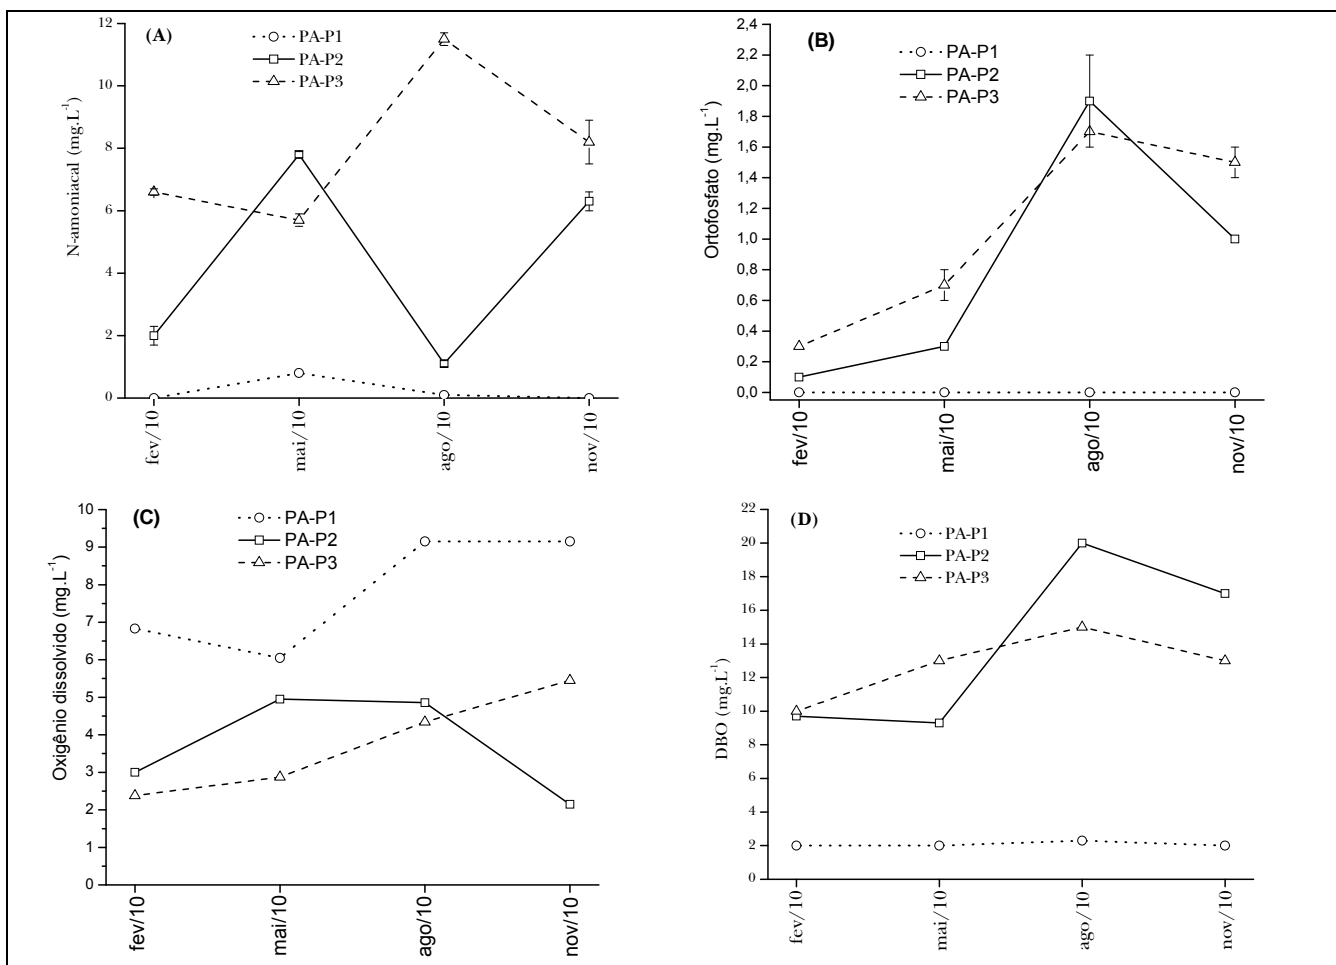 (A)
PA-P1
PA-P2
PA-P3
N-amoniacal (mg.L-1)
12
10
8
6
4
2
0
fev/10
mai/10
ago/10
nov/10
(B)
PA-P1
PA-P2
PA-P3
Ortofosfato (mg.L-1)
2,4
2,2
2,0
1,8
1,6
1,4
1,2
1,0
0,8
0,6
0,4
0,2
0,0
fev/10
mai/10
ago/10
nov/10
(C)
PA-P1
PA-P2
PA-P3
Oxigênio dissolvido (mg.L-1)
10
9
8
7
6
5
4
3
2
1
0
fev/10
mai/10
ago/10
nov/10
(D)
PA-P1
PA-P2
PA-P3
DBO (mg.L-1)
22
20
18
16
14
12
10
8
6
4
2
0
fev/10
mai/10
ago/10
nov/10